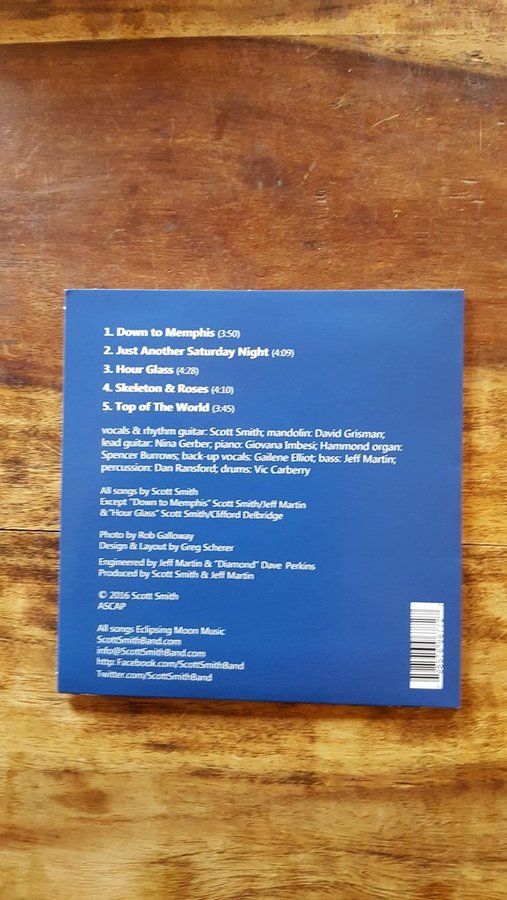 1. Down to Memphis (3:50)
2. Just Another Saturday Night (4:09)
3. Hour Glass (4:28)
4. Skeleton & Roses (4:10)
5. Top of The World (3:45)
vocals & rhythm guitar: Scott Smith; mandolin: David Grisman;
lead guitar: Nina Gerber; piano: Giovana Imbesi; Hammond organ:
Spencer Burrows; back-up vocals: Gailene Elliot; bass: Jeff Martin;
percussion: Dan Ransford; drums: Vic Carberry
All songs by Scott Smith
Except "Down to Memphis" Scott Smith/Jeff Martin
&"Hour Glass" Scott Smith/Clifford Delbridge
Photo by Rob Galloway
Design & Layout by Greg Scherer
Engineered by Jeff Martin & "Diamond" Dave Perkins
Produced by Scott Smith & Jeff Martin
© 2016 Scott Smith
ASCAP
All songs Eclipsing Moon Music
ScottSmithBand.com
info@ScottSmithBand.com
http:Facebook.com/ScottSmithBand
Twitter.com/ScottSmithBand